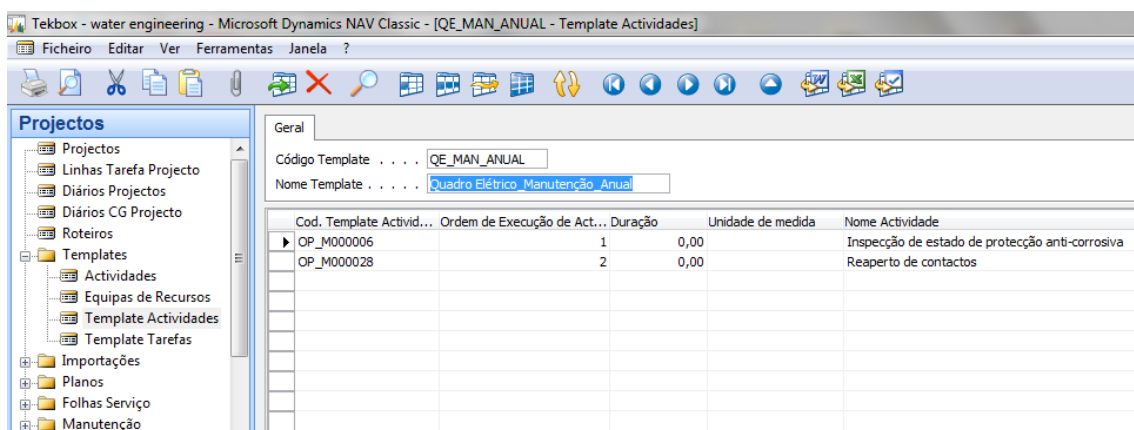 Tekbox - water engineering - Microsoft Dynamics NAV Classic - [QE_MAN_ANUAL - Template Actividades]
Ficheiro Editar Ver Ferramentas Janela ?
Projectos
Projectos
Linhas Tarefa Projecto
Diários Projectos
Diários CG Projecto
Roteiros
Templates
Actividades
Equipas de Recursos
Template Actividades
Template Tarefas
Importações
Planos
Folhas Serviço
Manutenção
Geral
Código Template . . . . QE_MAN_ANUAL
Nome Template . . . . . Quadro Elétrico_Manutenção_Anual
Cod. Template Activid... Ordem de Execução de Act... Duração Unidade de medida Nome Actividade
OP_M000006 1 0,00 Inspecção de estado de protecção anti-corrosiva
OP_M000028 2 0,00 Reaperto de contactos